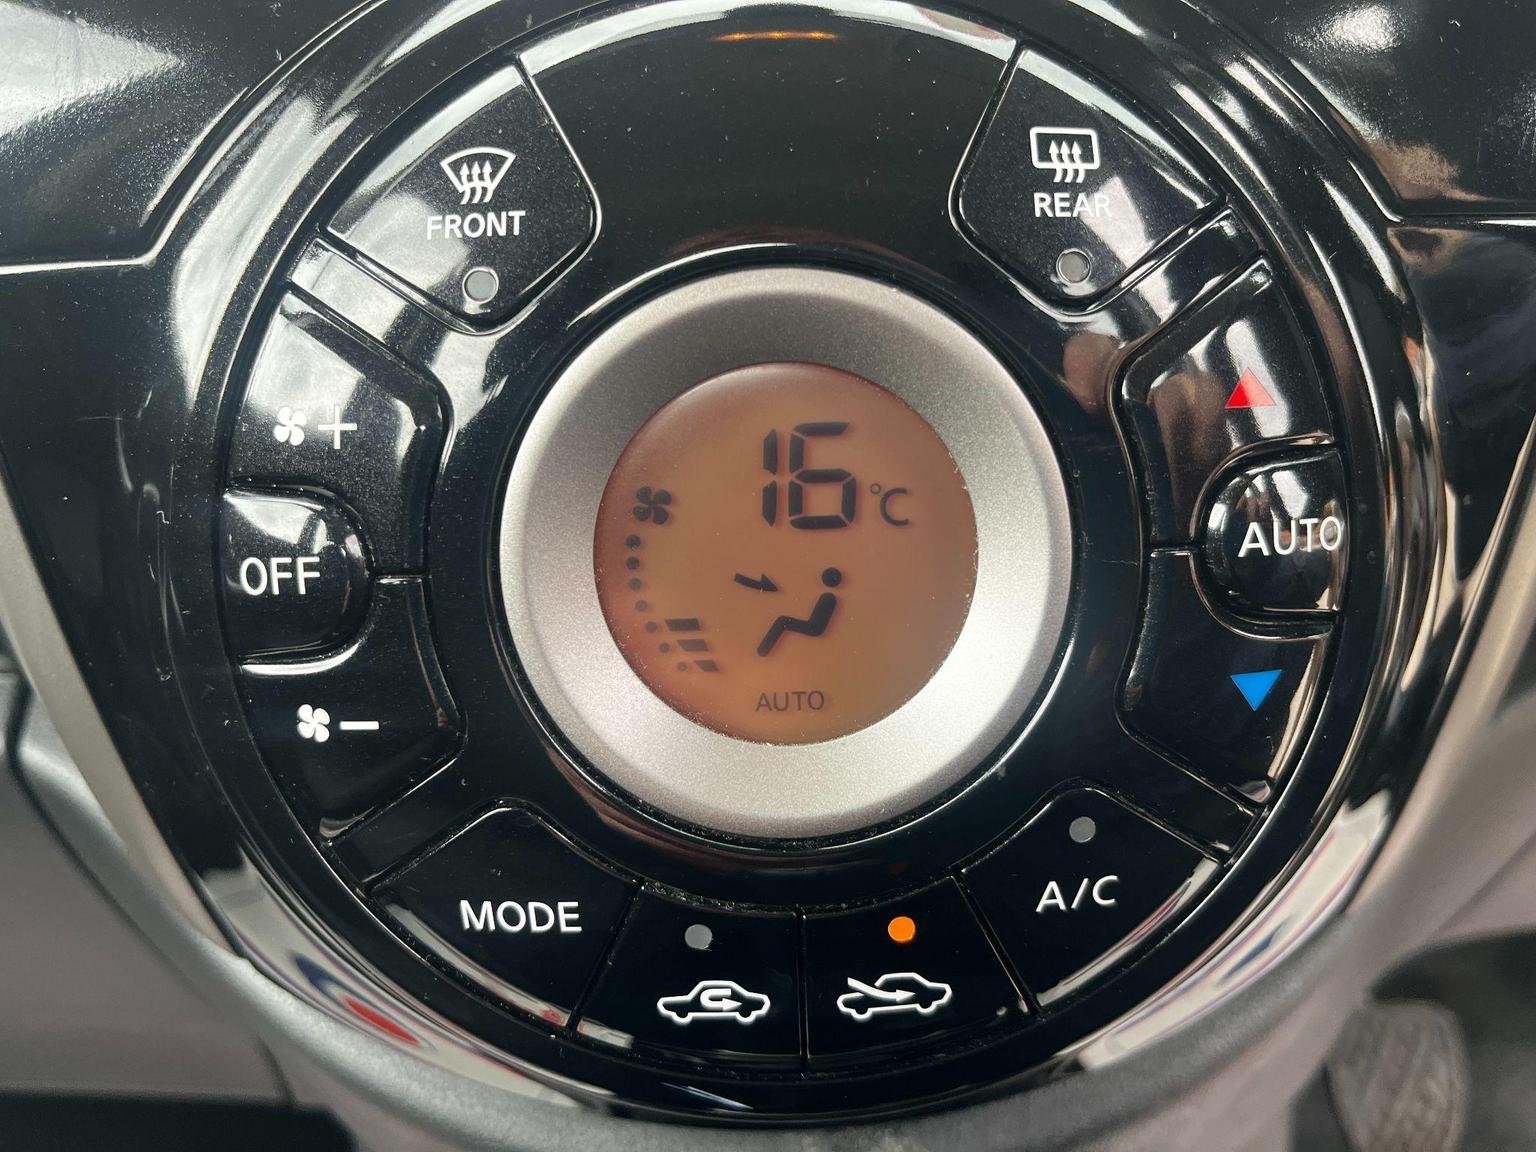 FRONT
REAR
+
16 °C
OFF
AUTO
−
AUTO
MODE
A/C